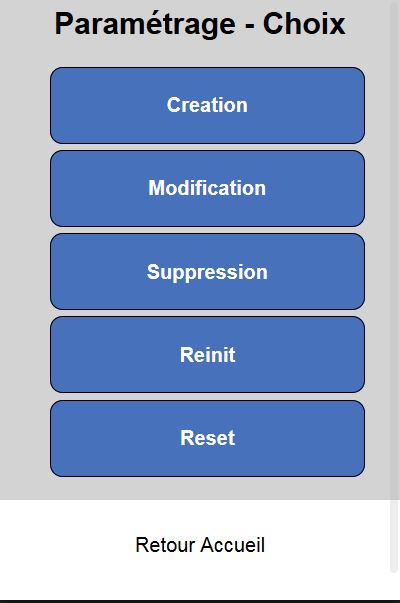 Paramétrage - Choix
Creation
Modification
Suppression
Reinit
Reset
Retour Accueil